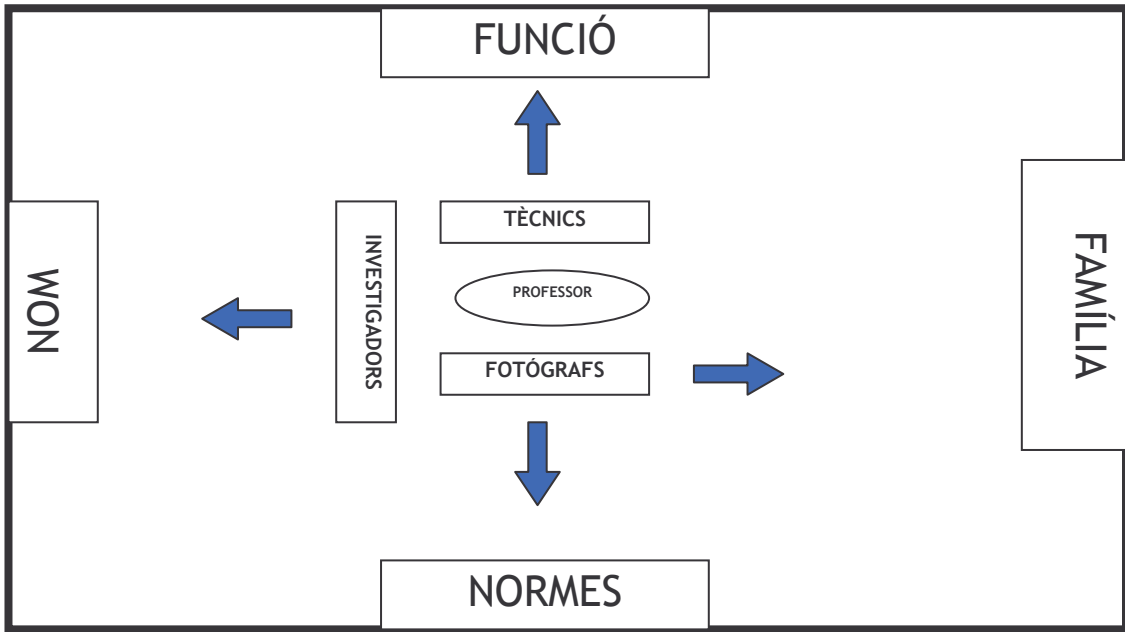 FUNCIÓ
TÈCNICS
INVESTIGADORS
PROFESSOR
FOTÓGRAFS
NOM
FAMÍLIA
NORMES